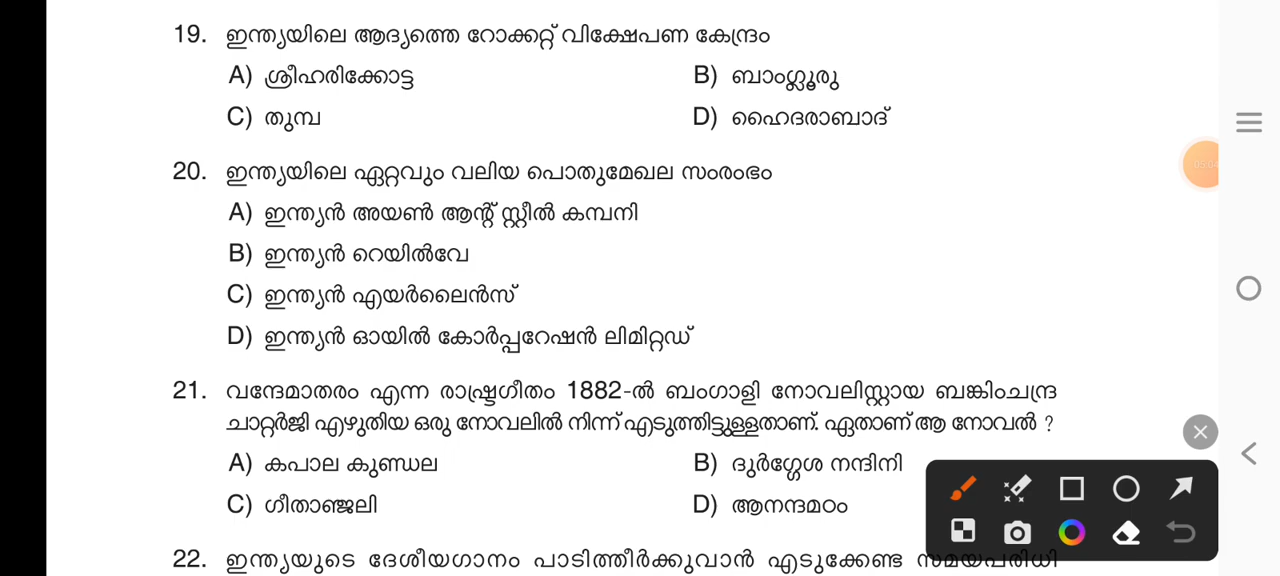 19. ഇന്ത്യയിലെ ആദ്യത്തെ റോക്കറ്റ് വിക്ഷേപണ കേന്ദ്രം
A) ശ്രീഹരിക്കോട്ട B) ബാംഗ്ലൂരു
C) തുമ്പ D) ഹൈദരാബാദ്
20. ഇന്ത്യയിലെ ഏറ്റവും വലിയ പൊതുമേഖല സംരംഭം
A) ഇന്ത്യൻ അയൺ ആന്റ് സ്റ്റീൽ കമ്പനി
B) ഇന്ത്യൻ റെയിൽവേ
C) ഇന്ത്യൻ എയർലൈൻസ്
D) ഇന്ത്യൻ ഓയിൽ കോർപ്പറേഷൻ ലിമിറ്റഡ്
21. വന്ദേമാതരം എന്ന രാഷ്ട്രഗീതം 1882-ൽ ബംഗാളി നോവലിസ്റ്റായ ബങ്കിംചന്ദ്ര
ചാറ്റർജി എഴുതിയ ഒരു നോവലിൽ നിന്ന് എടുത്തിട്ടുള്ളതാണ്. ഏതാണ് ആ നോവൽ ?
A) കപാല കുണ്ഡല B) ദുർഗ്ഗേശ നന്ദിനി
C) ഗീതാഞ്ജലി D) ആനന്ദമഠം
22. ഇന്ത്യയുടെ ദേശീയഗാനം പാടിത്തീർക്കുവാൻ എടുക്കേണ്ട സമയപരിധി